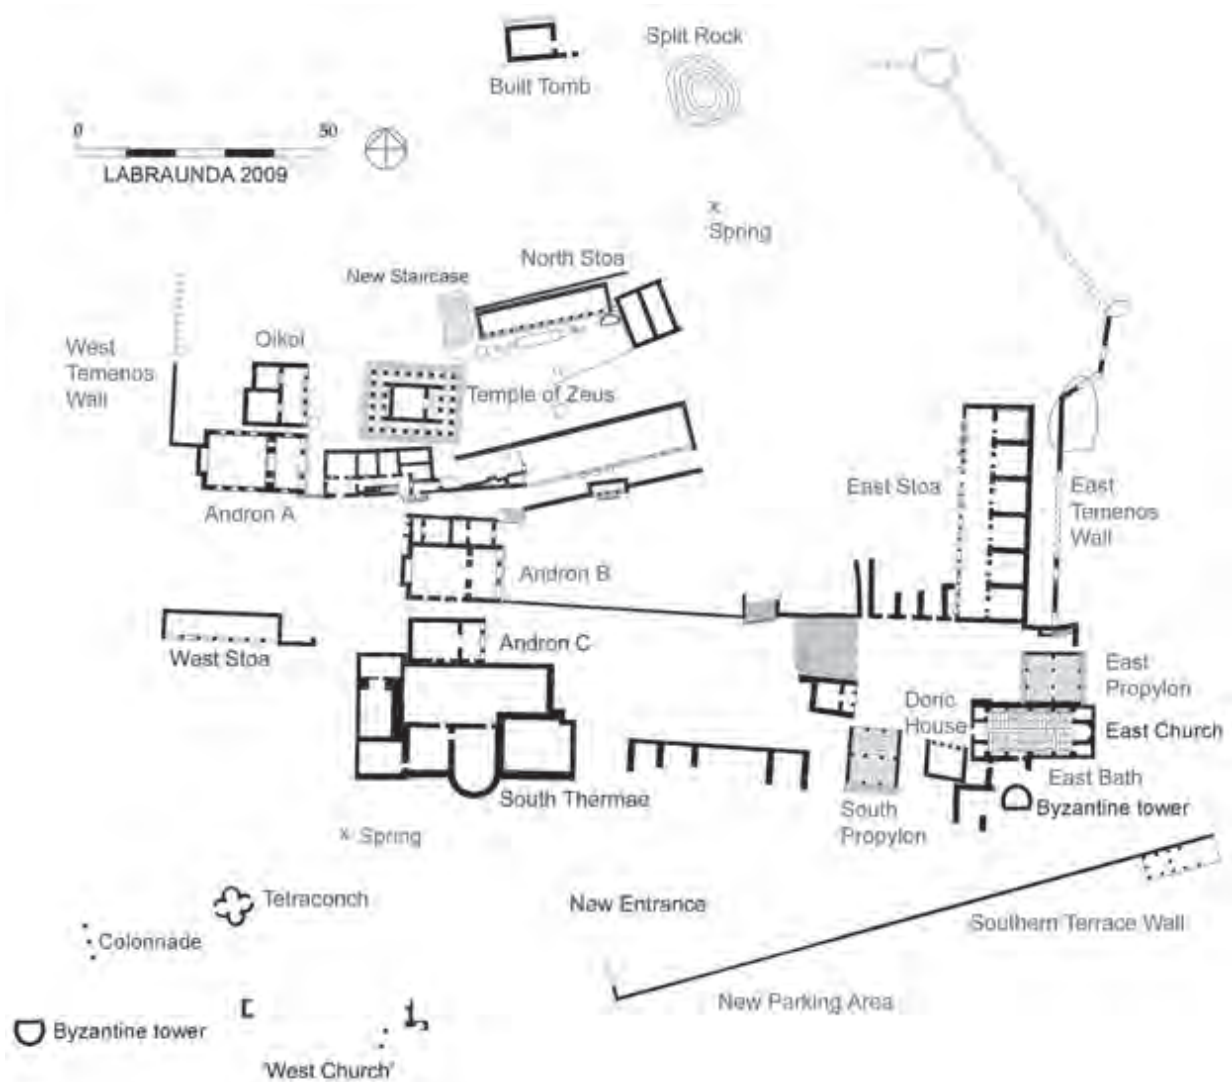 Split Rock
Built Tomb
0 50
LABRAUNDA 2009
x
Spring
North Stoa
New Staircase
Oikoi
West
Temenos
Wall
Temple of Zeus
East Stoa
East
Temenos
Wall
Andron A
Andron B
Andron C
West Stoa
East
Propylon
Doric
House
East Church
East Bath
South Thermae
Byzantine tower
South
Propylon
x Spring
Tetraconch
New Entrance
Colonnade
Southern Terrace Wall
New Parking Area
Byzantine tower
'West Church'